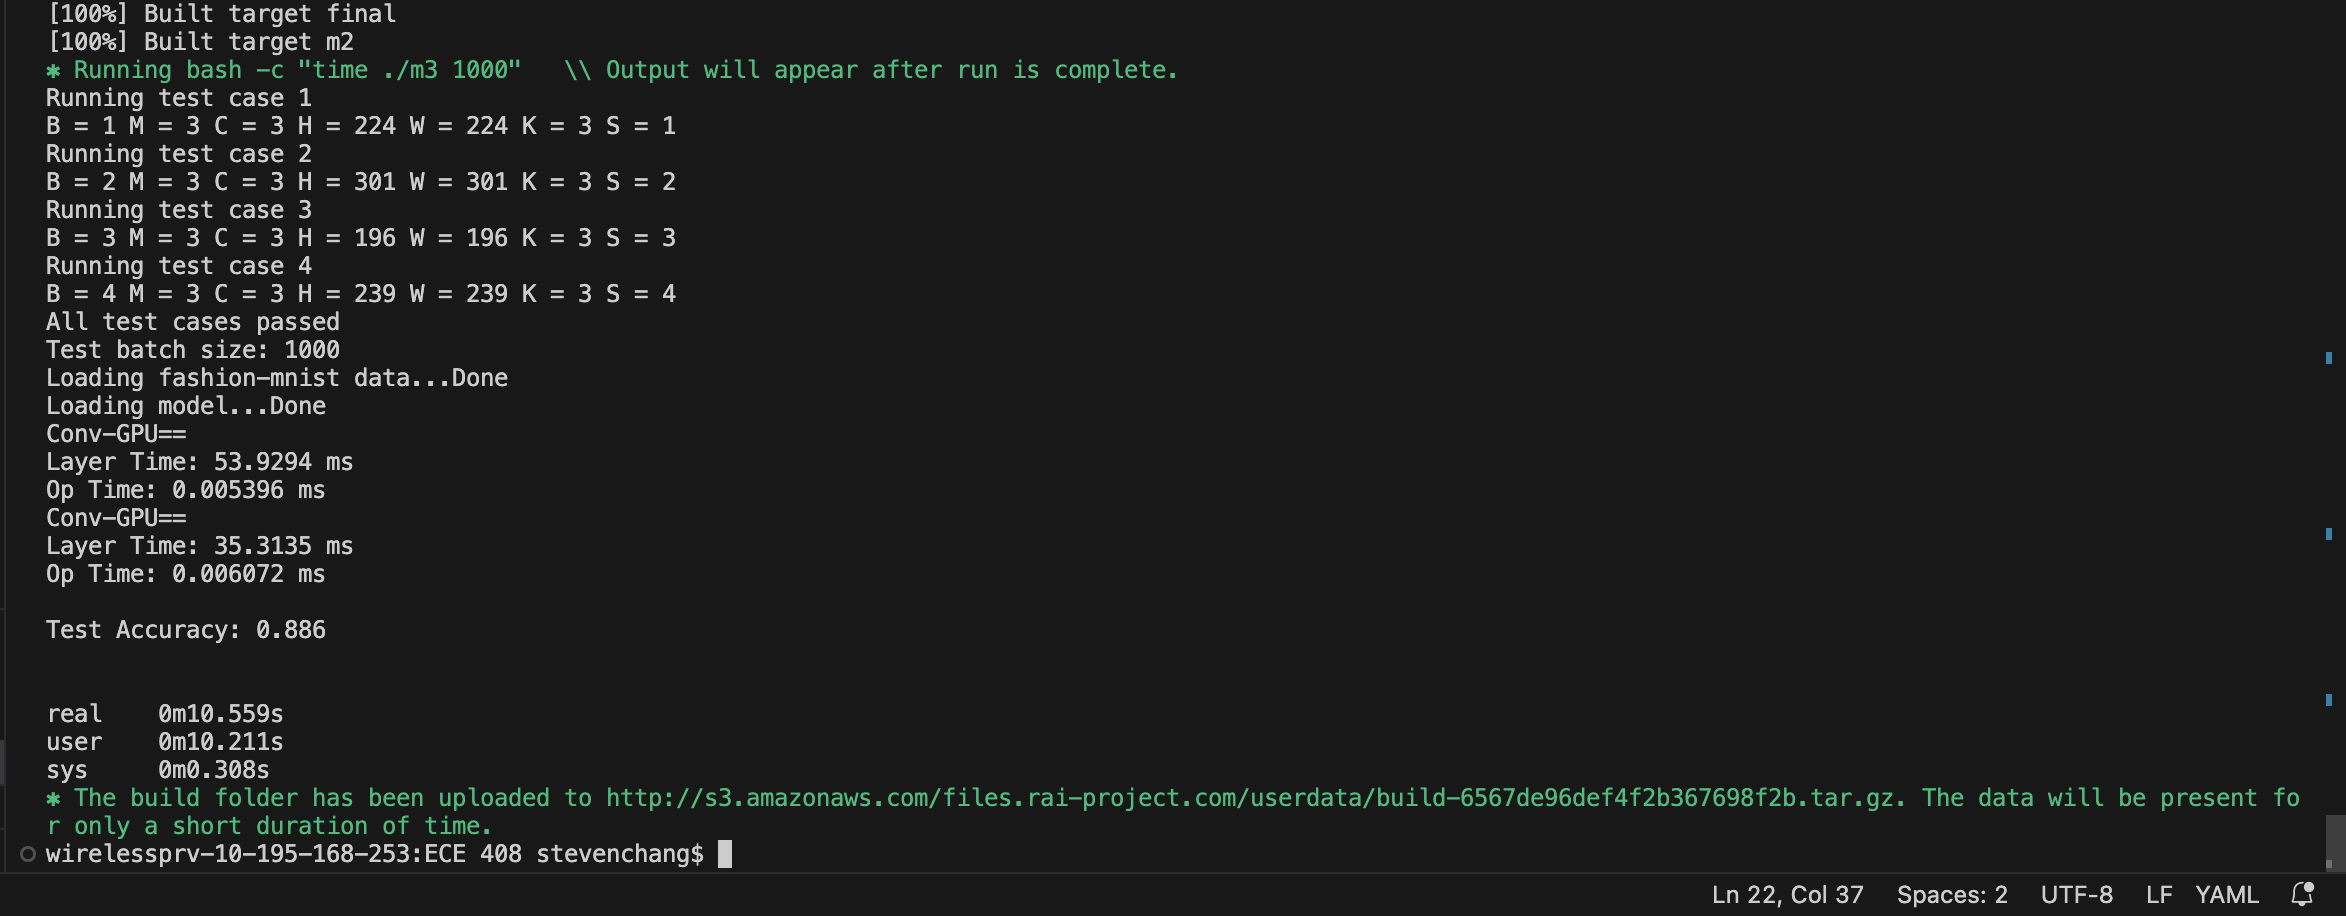 [100%] Built target final
[100%] Built target m2
✱ Running bash -c "time ./m3 1000"   \\ Output will appear after run is complete.
Running test case 1
B = 1 M = 3 C = 3 H = 224 W = 224 K = 3 S = 1
Running test case 2
B = 2 M = 3 C = 3 H = 301 W = 301 K = 3 S = 2
Running test case 3
B = 3 M = 3 C = 3 H = 196 W = 196 K = 3 S = 3
Running test case 4
B = 4 M = 3 C = 3 H = 239 W = 239 K = 3 S = 4
All test cases passed
Test batch size: 1000
Loading fashion-mnist data...Done
Loading model...Done
Conv-GPU==
Layer Time: 53.9294 ms
Op Time: 0.005396 ms
Conv-GPU==
Layer Time: 35.3135 ms
Op Time: 0.006072 ms
Test Accuracy: 0.886
real    0m10.559s
user    0m10.211s
sys     0m0.308s
✱ The build folder has been uploaded to http://s3.amazonaws.com/files.rai-project.com/userdata/build-6567de96def4f2b367698f2b.tar.gz. The data will be present fo
r only a short duration of time.
wirelessprv-10-195-168-253:ECE 408 stevenchang$
Ln 22, Col 37 Spaces: 2 UTF-8 LF YAML